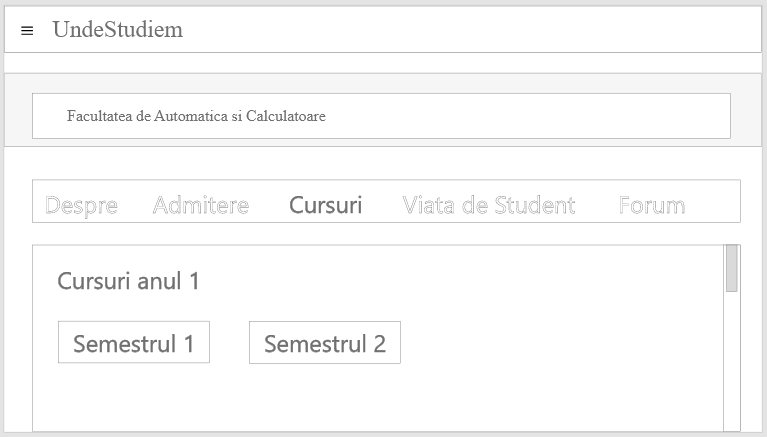 UndeStudiem
Facultatea de Automatica si Calculatoare
Despre Admitere Cursuri Viata de Student Forum
Cursuri anul 1
Semestrul 1 Semestrul 2